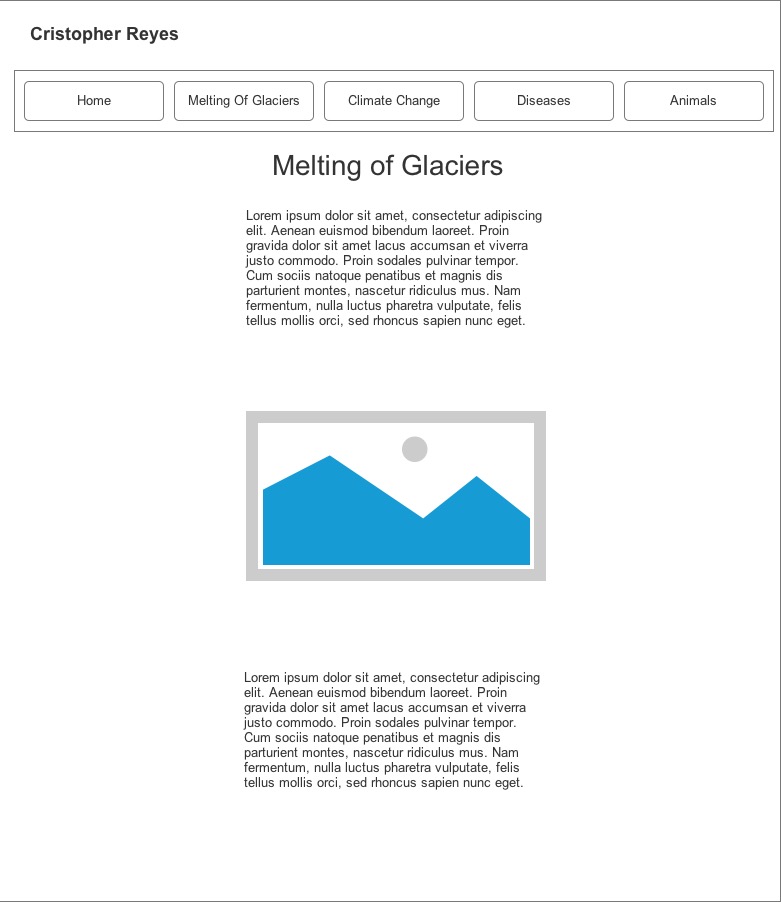 Cristopher Reyes
Home
Melting Of Glaciers
Climate Change
Diseases
Animals
Melting of Glaciers
Lorem ipsum dolor sit amet, consectetur adipiscing
elit. Aenean euismod bibendum laoreet. Proin
gravida dolor sit amet lacus accumsan et viverra
justo commodo. Proin sodales pulvinar tempor.
Cum sociis natoque penatibus et magnis dis
parturient montes, nascetur ridiculus mus. Nam
fermentum, nulla luctus pharetra vulputate, felis
tellus mollis orci, sed rhoncus sapien nunc eget.
Lorem ipsum dolor sit amet, consectetur adipiscing
elit. Aenean euismod bibendum laoreet. Proin
gravida dolor sit amet lacus accumsan et viverra
justo commodo. Proin sodales pulvinar tempor.
Cum sociis natoque penatibus et magnis dis
parturient montes, nascetur ridiculus mus. Nam
fermentum, nulla luctus pharetra vulputate, felis
tellus mollis orci, sed rhoncus sapien nunc eget.